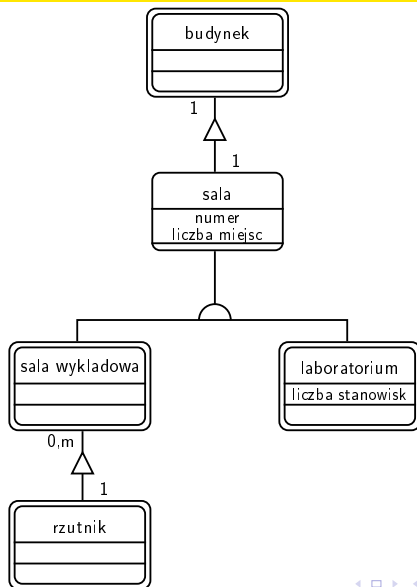 budynek
1
1
sala
numer
liczba miejsc
sala wykladowa
laboratorium
liczba stanowisk
0,m
1
rzutnik